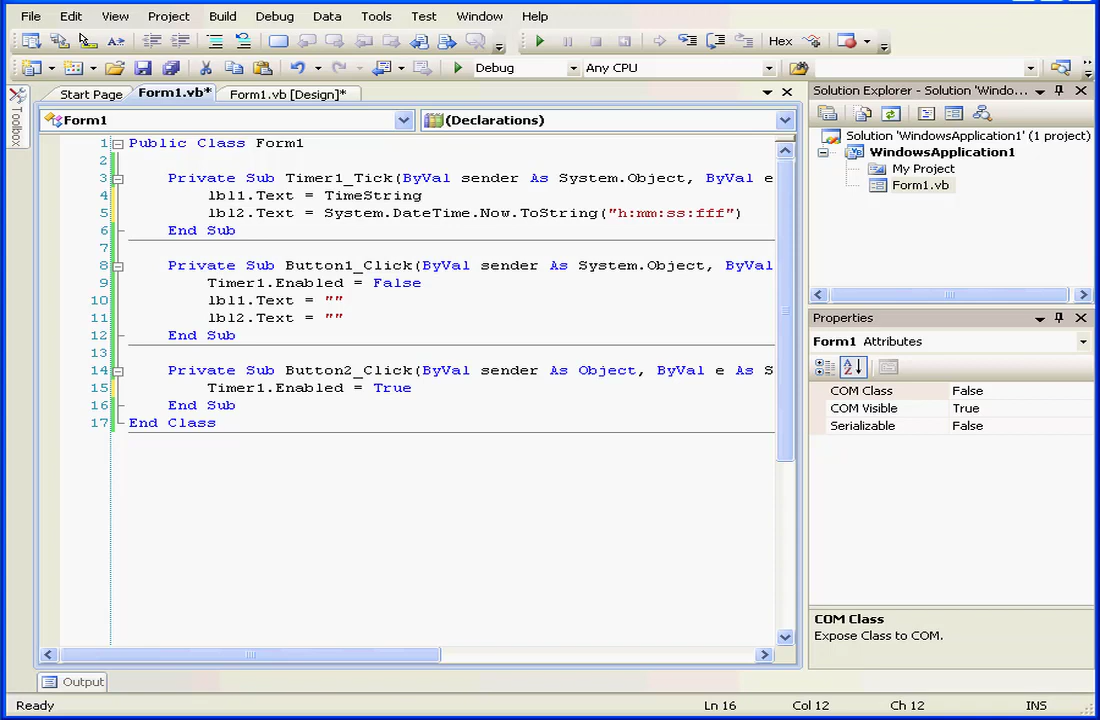 File Edit View Project Build Debug Data Tools Test Window Help
Hex
Debug Any CPU
Start Page Form1.vb* Form1.vb [Design]*
Toolbox
Form1 (Declarations)
1 Public Class Form1
2
3 Private Sub Timer1_Tick(ByVal sender As System.Object, ByVal e
4 lbl1.Text = TimeString
5 lbl2.Text = System.DateTime.Now.ToString("h:mm:ss:fff")
6 End Sub
7
8 Private Sub Button1_Click(ByVal sender As System.Object, ByVal
9 Timer1.Enabled = False
10 lbl1.Text = ""
11 lbl2.Text = ""
12 End Sub
13
14 Private Sub Button2_Click(ByVal sender As Object, ByVal e As S
15 Timer1.Enabled = True
16 End Sub
17 End Class
Solution Explorer - Solution 'Windo...
Solution 'WindowsApplication1' (1 project)
WindowsApplication1
My Project
Form1.vb
Properties
Form1 Attributes
COM Class False
COM Visible True
Serializable False
COM Class
Expose Class to COM.
Output
Ready Ln 16 Col 12 Ch 12 INS